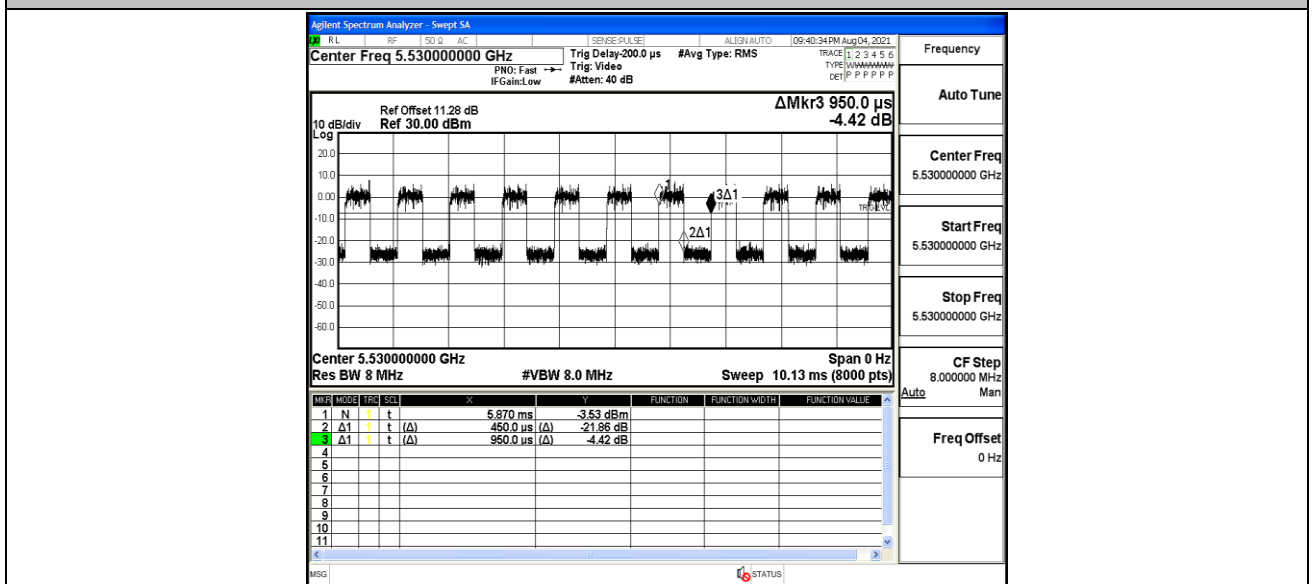 Agilent Spectrum Analyzer - Swept SA
RL RF 50 Ω AC SENSE:PULSE ALIGN AUTO 09:40:34 PM Aug 04, 2021
Center Freq 5.530000000 GHz
PNO: Fast
IFGain:Low
Trig Delay-200.0 µs
Trig: Video
#Atten: 40 dB
#Avg Type: RMS
TRACE 1 2 3 4 5 6
TYPE
DET P P P P P P
Ref Offset 11.28 dB
10 dB/div Ref 30.00 dBm
Log
ΔMkr3 950.0 µs
-4.42 dB
20.0
10.0
0.00
-10.0
-20.0
-30.0
-40.0
-50.0
-60.0
1
3Δ1
2Δ1
TRIG LVL
Center 5.530000000 GHz Span 0 Hz
Res BW 8 MHz #VBW 8.0 MHz Sweep 10.13 ms (8000 pts)
MKR MODE TRC SCL X Y FUNCTION FUNCTION WIDTH FUNCTION VALUE
1 N 1 t 5.870 ms -3.53 dBm
2 Δ1 1 t (Δ) 450.0 µs (Δ) -21.86 dB
3 Δ1 1 t (Δ) 950.0 µs (Δ) -4.42 dB
4
5
6
7
8
9
10
11
MSG STATUS
Frequency
Auto Tune
Center Freq
5.530000000 GHz
Start Freq
5.530000000 GHz
Stop Freq
5.530000000 GHz
CF Step
8.000000 MHz
Auto Man
Freq Offset
0 Hz